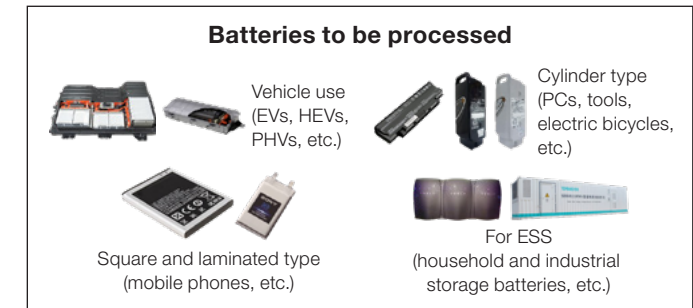 Batteries to be processed
Vehicle use
(EVs, HEVs,
PHVs, etc.)
Cylinder type
(PCs, tools,
electric bicycles,
etc.)
Square and laminated type
(mobile phones, etc.)
For ESS
(household and industrial
storage batteries, etc.)